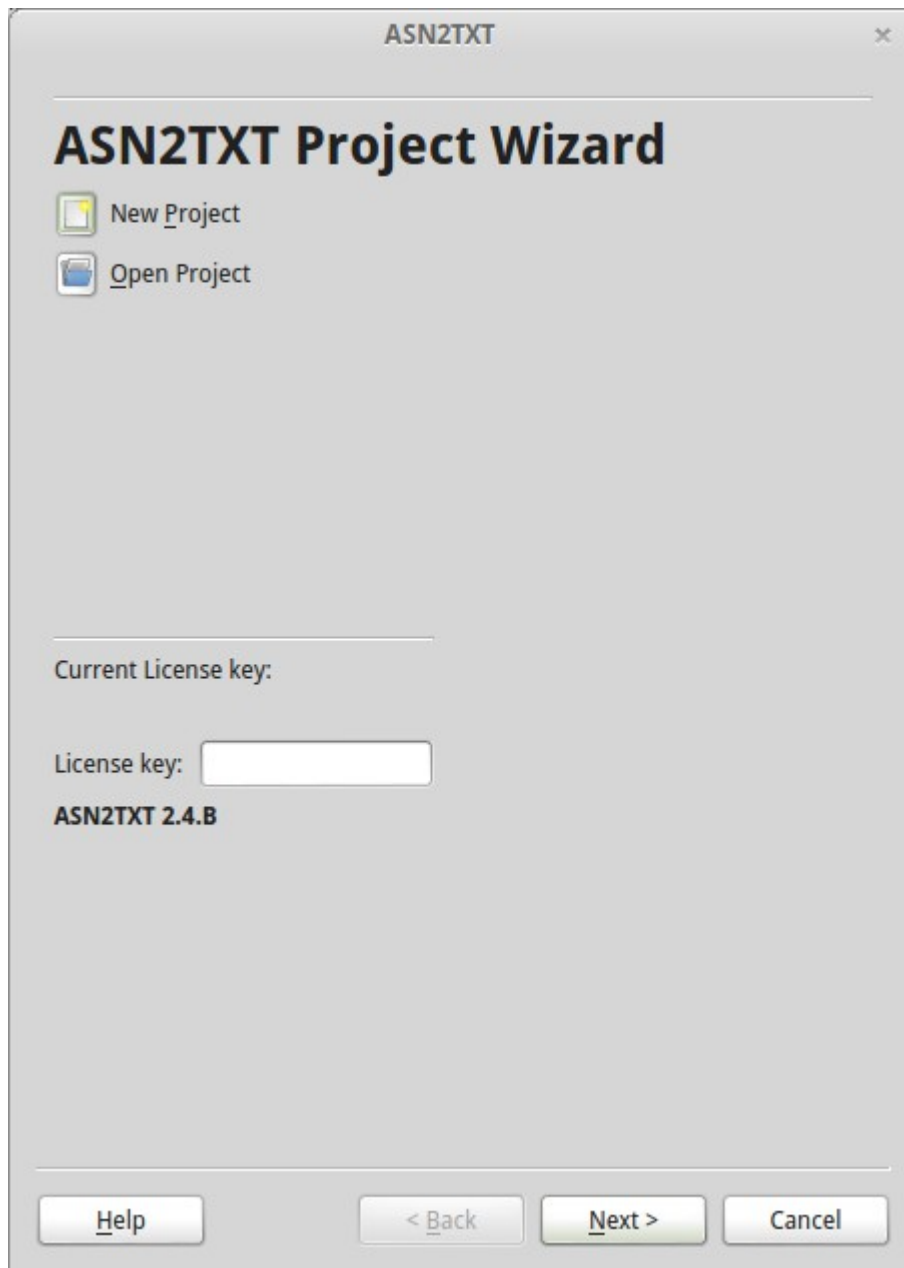 ASN2TXT
ASN2TXT Project Wizard
New Project
Open Project
Current License key:
License key:
ASN2TXT 2.4.B
Help
< Back
Next >
Cancel